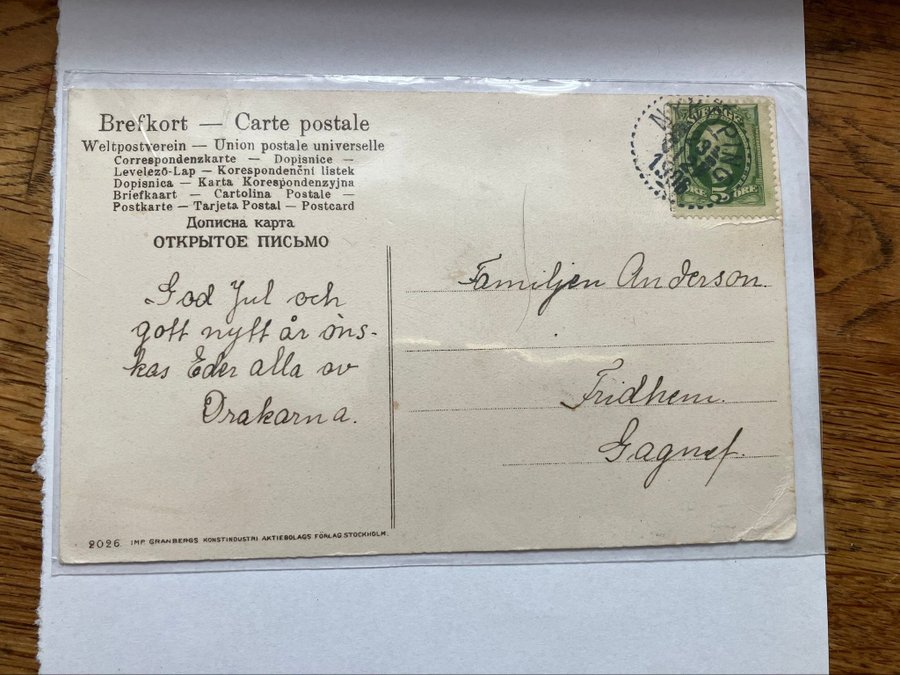 Brefkort — Carte postale
Weltpostverein — Union postale universelle
Correspondenzkarte — Dopisnice —
Levelező-Lap — Korespondenční lístek
Dopisnica — Karta Korespondenzyjna
Briefkaart — Cartolina Postale —
Postkarte — Tarjeta Postal — Postcard
Дописна карта
ОТКРЫТОЕ ПИСЬМО
God Jul och
gott nytt år öns-
kas Eder alla av
Drakarna.
Familjen Anderson.
Fridhem.
Gagnef.
ÖRE
2026. IMP. GRANBERGS KONSTINDUSTRI AKTIEBOLAGS FÖRLAG. STOCKHOLM.